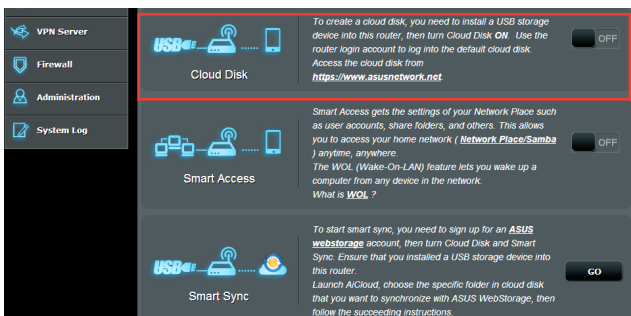 VPN Server
Firewall
Administration
System Log
USB
Cloud Disk
To create a cloud disk, you need to install a USB storage
device into this router, then turn Cloud Disk ON. Use the
router login account to log into the default cloud disk.
Access the cloud disk from
https://www.asusnetwork.net.
OFF
Smart Access
Smart Access gets the settings of your Network Place such
as user accounts, share folders, and others. This allows
you to access your home network ( Network Place/Samba
) anytime, anywhere.
The WOL (Wake-On-LAN) feature lets you wake up a
computer from any device in the network.
What is WOL ?
OFF
USB
Smart Sync
To start smart sync, you need to sign up for an ASUS
webstorage account, then turn Cloud Disk and Smart
Sync. Ensure that you installed a USB storage device into
this router.
Launch AiCloud, choose the specific folder in cloud disk
that you want to synchronize with ASUS WebStorage, then
follow the succeeding instructions.
GO